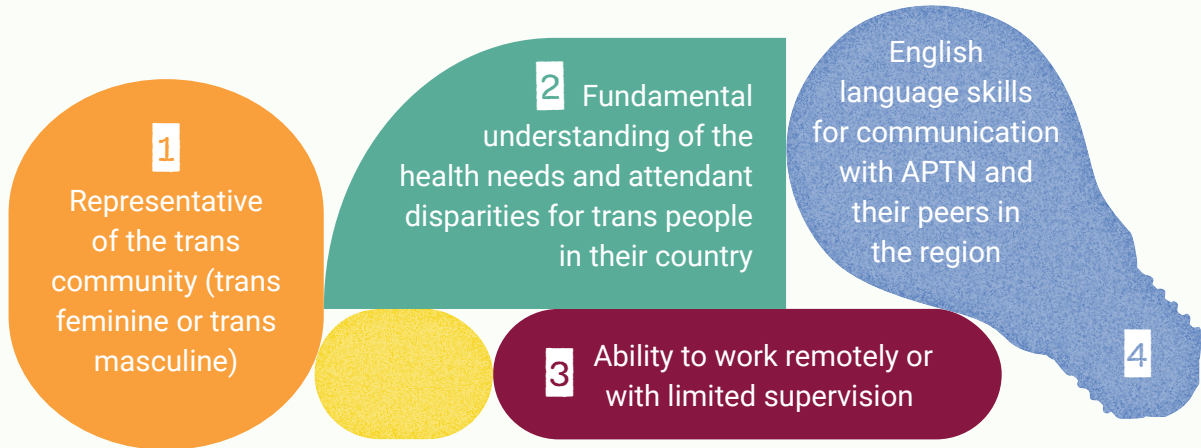 1
Representative
of the trans
community (trans
feminine or trans
masculine)
2 Fundamental
understanding of the
health needs and attendant
disparities for trans people
in their country
3 Ability to work remotely or
with limited supervision
English
language skills
for communication
with APTN and
their peers in
the region
4